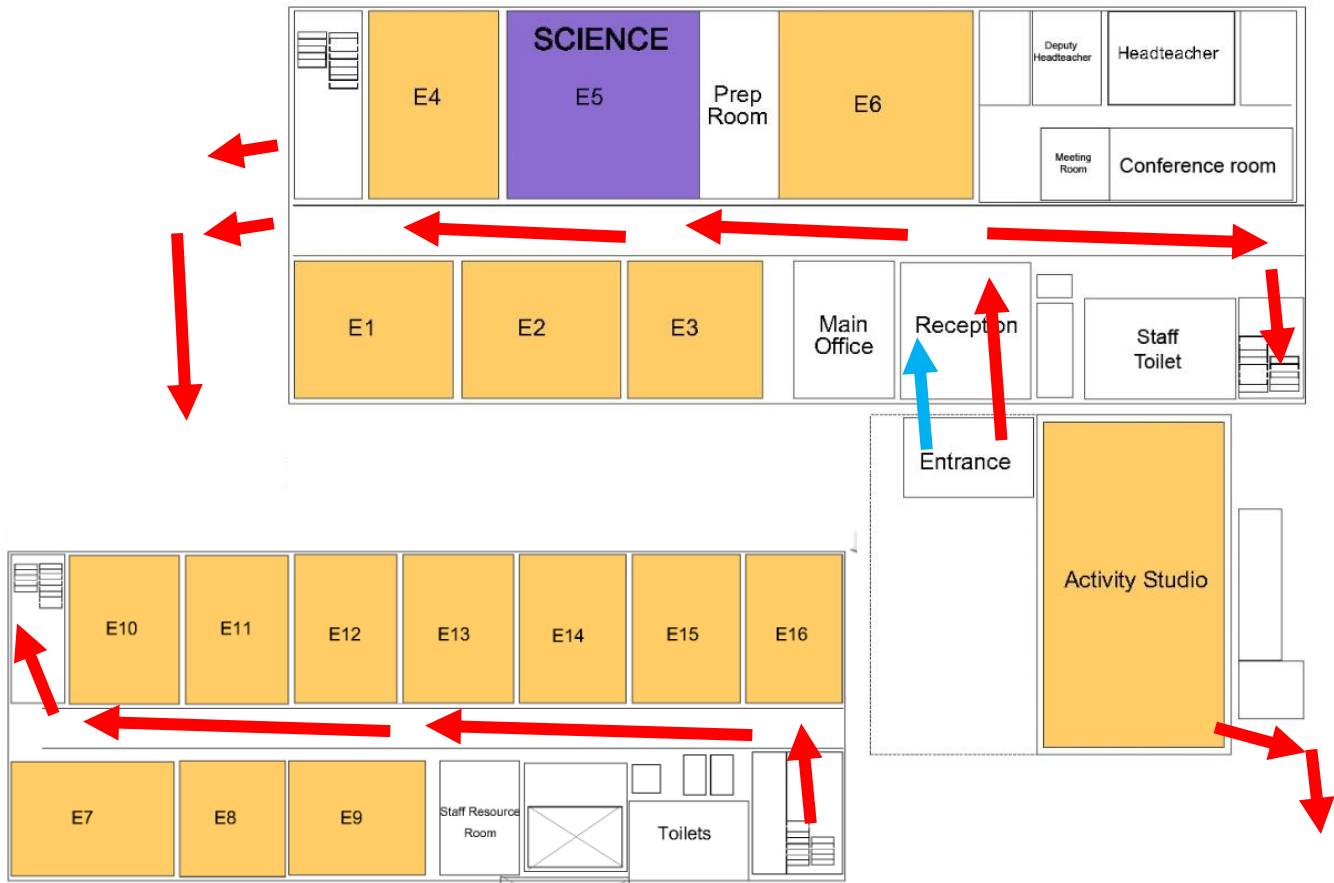 SCIENCE
E4
E5
Prep
Room
E6
Deputy
Headteacher
Headteacher
Meeting
Room
Conference room
E1
E2
E3
Main
Office
Reception
Staff
Toilet
Entrance
Activity Studio
E10
E11
E12
E13
E14
E15
E16
E7
E8
E9
Staff Resource
Room
Toilets